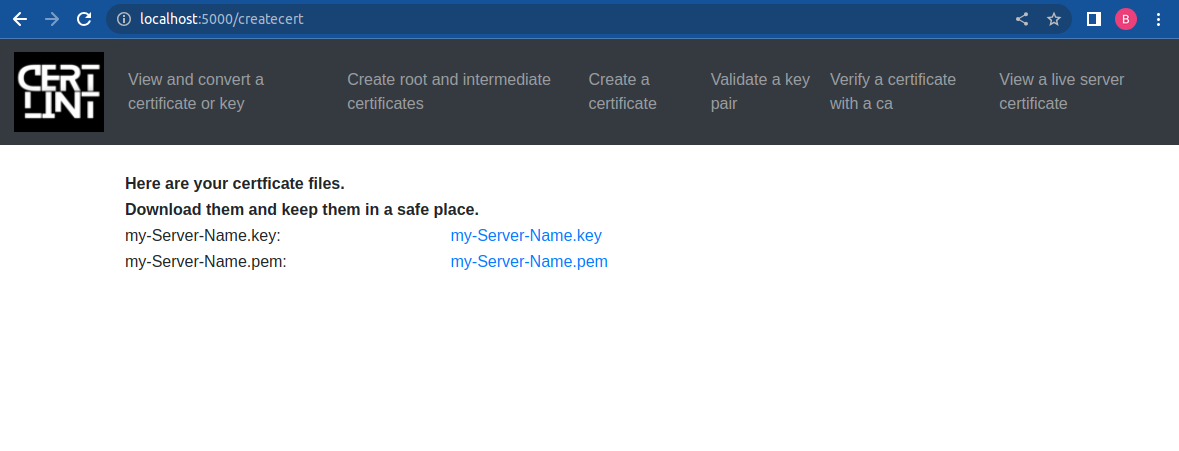 localhost:5000/createcert
B
CERT
LINT
View and convert a
certificate or key
Create root and intermediate
certificates
Create a
certificate
Validate a key
pair
Verify a certificate
with a ca
View a live server
certificate
Here are your certficate files.
Download them and keep them in a safe place.
my-Server-Name.key: my-Server-Name.key
my-Server-Name.pem: my-Server-Name.pem